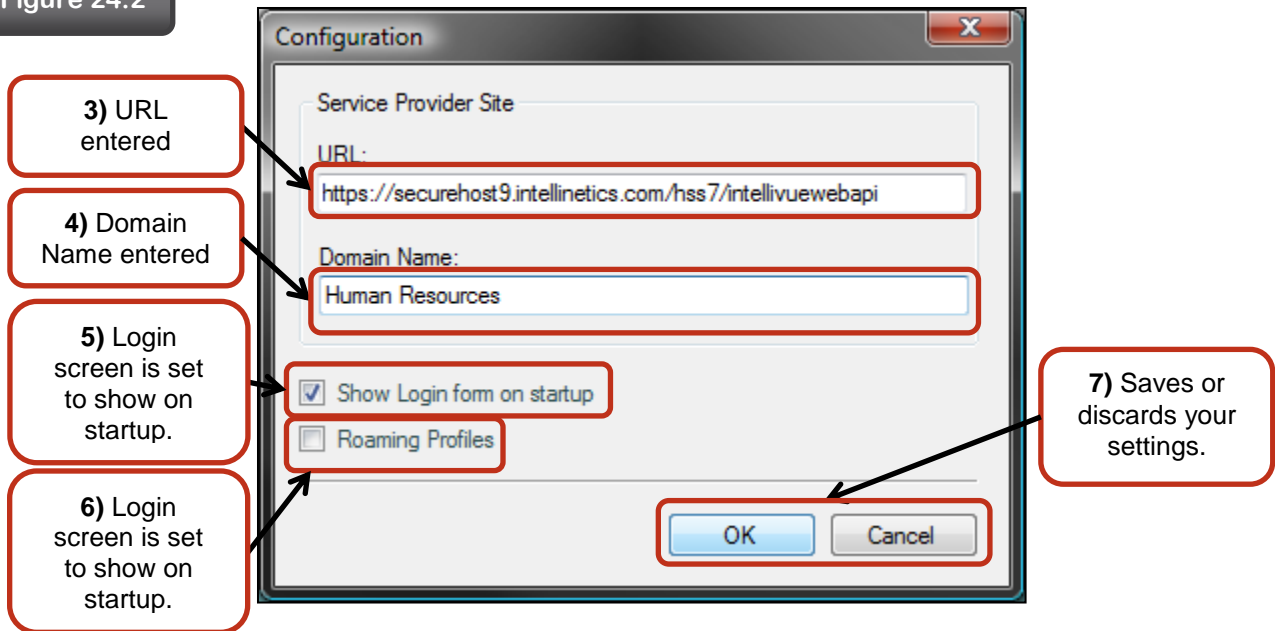 Figure 24.2
Configuration
Service Provider Site
3) URL
entered
URL:
https://securehost9.intellinetics.com/hss7/intellivuewebapi
4) Domain
Name entered
Domain Name:
Human Resources
5) Login
screen is set
to show on
startup.
Show Login form on startup
Roaming Profiles
6) Login
screen is set
to show on
startup.
7) Saves or
discards your
settings.
OK
Cancel